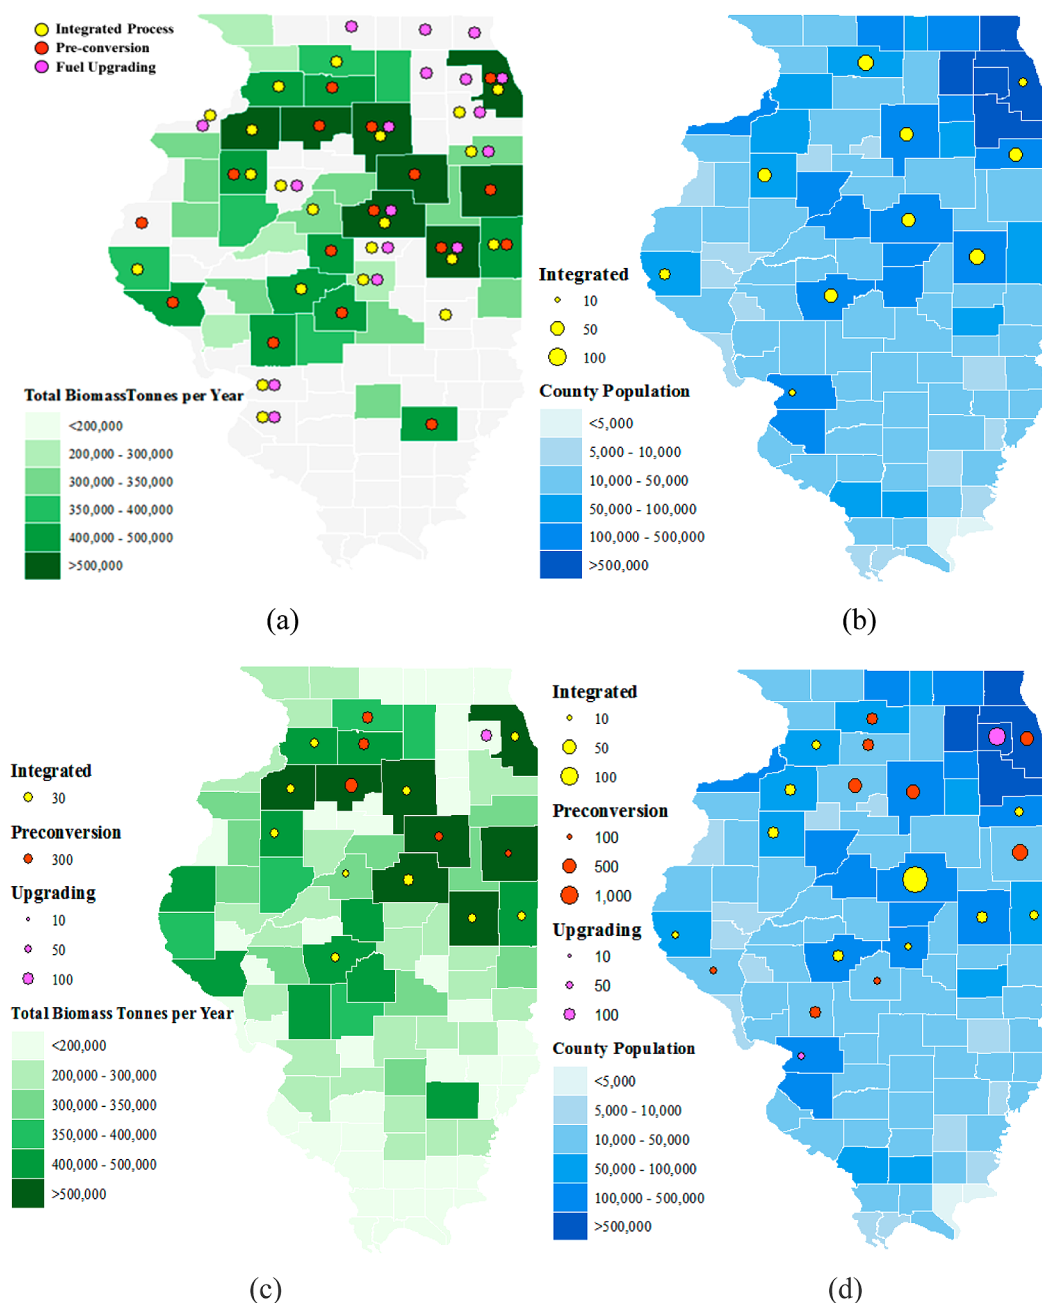 Integrated Process
Pre-conversion
Fuel Upgrading
Total BiomassTonnes per Year
<200,000
200,000 - 300,000
300,000 - 350,000
350,000 - 400,000
400,000 - 500,000
>500,000
(a)
Integrated
10
50
100
County Population
<5,000
5,000 - 10,000
10,000 - 50,000
50,000 - 100,000
100,000 - 500,000
>500,000
(b)
Integrated
30
Preconversion
300
Upgrading
10
50
100
Total Biomass Tonnes per Year
<200,000
200,000 - 300,000
300,000 - 350,000
350,000 - 400,000
400,000 - 500,000
>500,000
(c)
Integrated
10
50
100
Preconversion
100
500
1,000
Upgrading
10
50
100
County Population
<5,000
5,000 - 10,000
10,000 - 50,000
50,000 - 100,000
100,000 - 500,000
>500,000
(d)